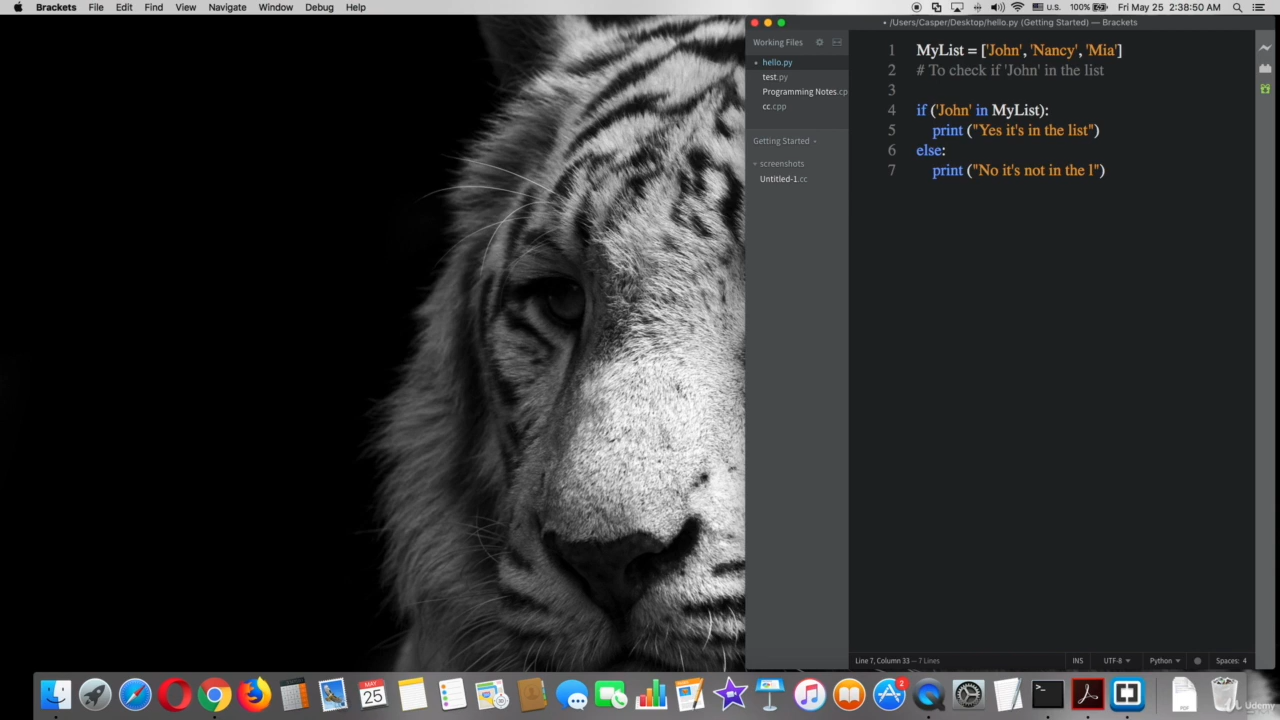 Brackets File Edit Find View Navigate Window Debug Help U.S. 100% Fri May 25 2:38:50 AM
• /Users/Casper/Desktop/hello.py (Getting Started) — Brackets
Working Files
hello.py
test.py
Programming Notes.cp
cc.cpp
Getting Started
screenshots
Untitled-1.cc
1 MyList = ['John', 'Nancy', 'Mia']
2 # To check if 'John' in the list
3
4 if ('John' in MyList):
5 print ("Yes it's in the list")
6 else:
7 print ("No it's not in the l")
Line 7, Column 33 — 7 Lines INS UTF-8 Python Spaces: 4
MAY
25
2
PDF
Udemy